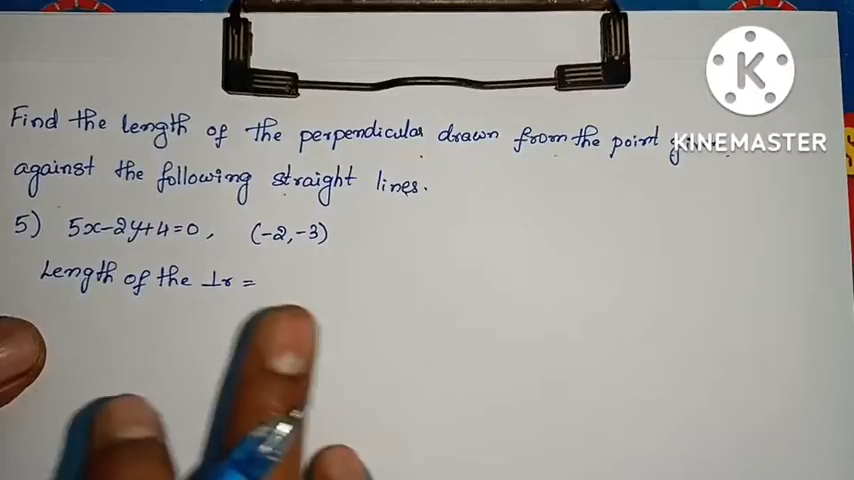 Find the length of the perpendicular drawn from the point given
against the following straight lines.
5) 5x-2y+4=0, (-2,-3)
Length of the ⊥r =
KINEMASTER